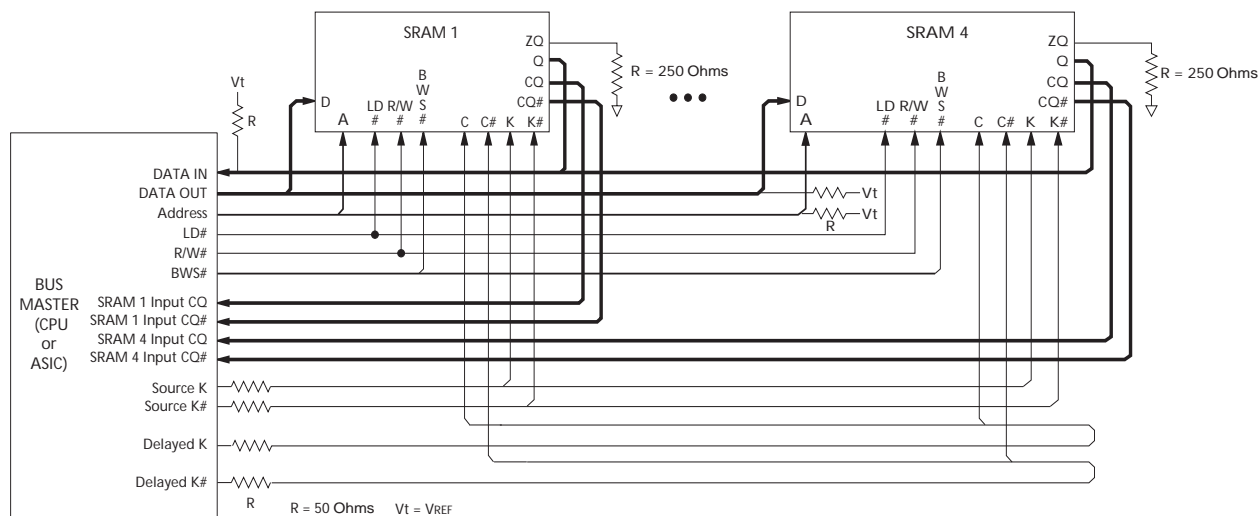 SRAM 1
ZQ
Q
CQ
CQ#
D
A
LD
#
R/W
#
B
W
S
#
C
C#
K
K#
R = 250 Ohms
SRAM 4
ZQ
Q
CQ
CQ#
D
A
LD
#
R/W
#
B
W
S
#
C
C#
K
K#
R = 250 Ohms
Vt
R
Vt
Vt
R
BUS
MASTER
(CPU
or
ASIC)
DATA IN
DATA OUT
Address
LD#
R/W#
BWS#
SRAM 1 Input CQ
SRAM 1 Input CQ#
SRAM 4 Input CQ
SRAM 4 Input CQ#
Source K
Source K#
Delayed K
Delayed K#
R
R = 50 Ohms Vt = VREF